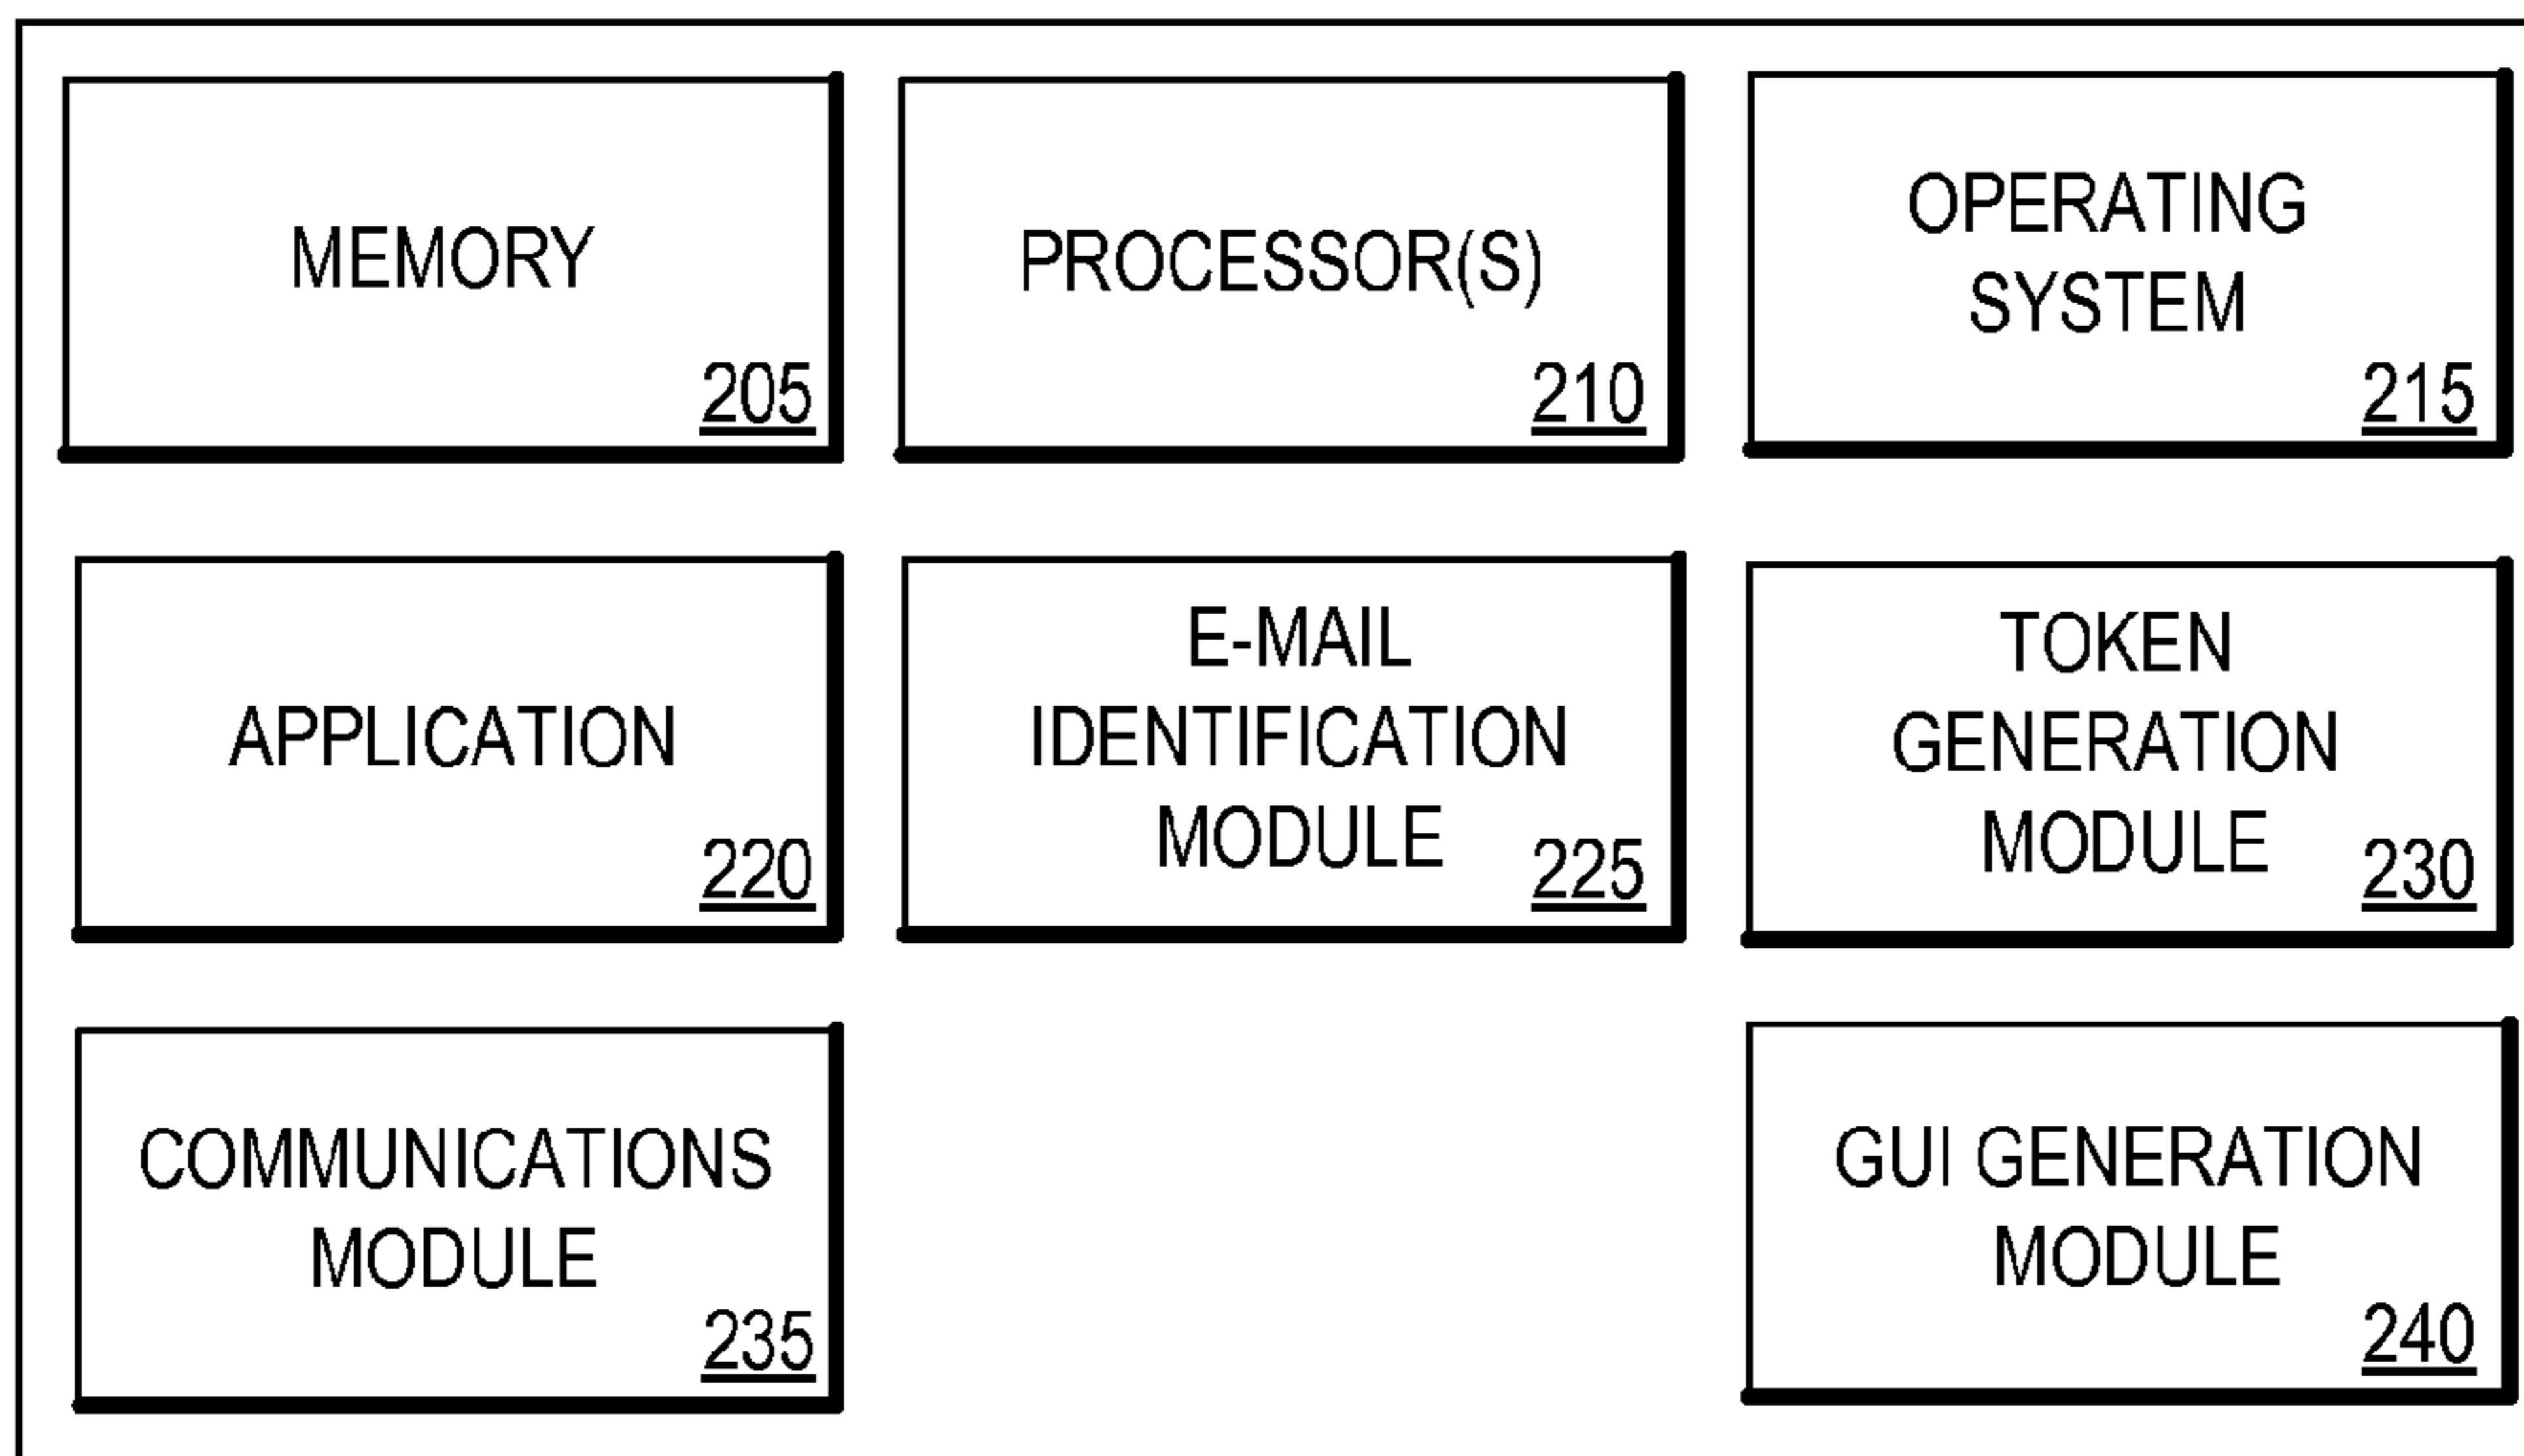 MEMORY
205
PROCESSOR(S)
210
OPERATING
SYSTEM
215
APPLICATION
220
E-MAIL
IDENTIFICATION
MODULE
225
TOKEN
GENERATION
MODULE
230
COMMUNICATIONS
MODULE
235
GUI GENERATION
MODULE
240